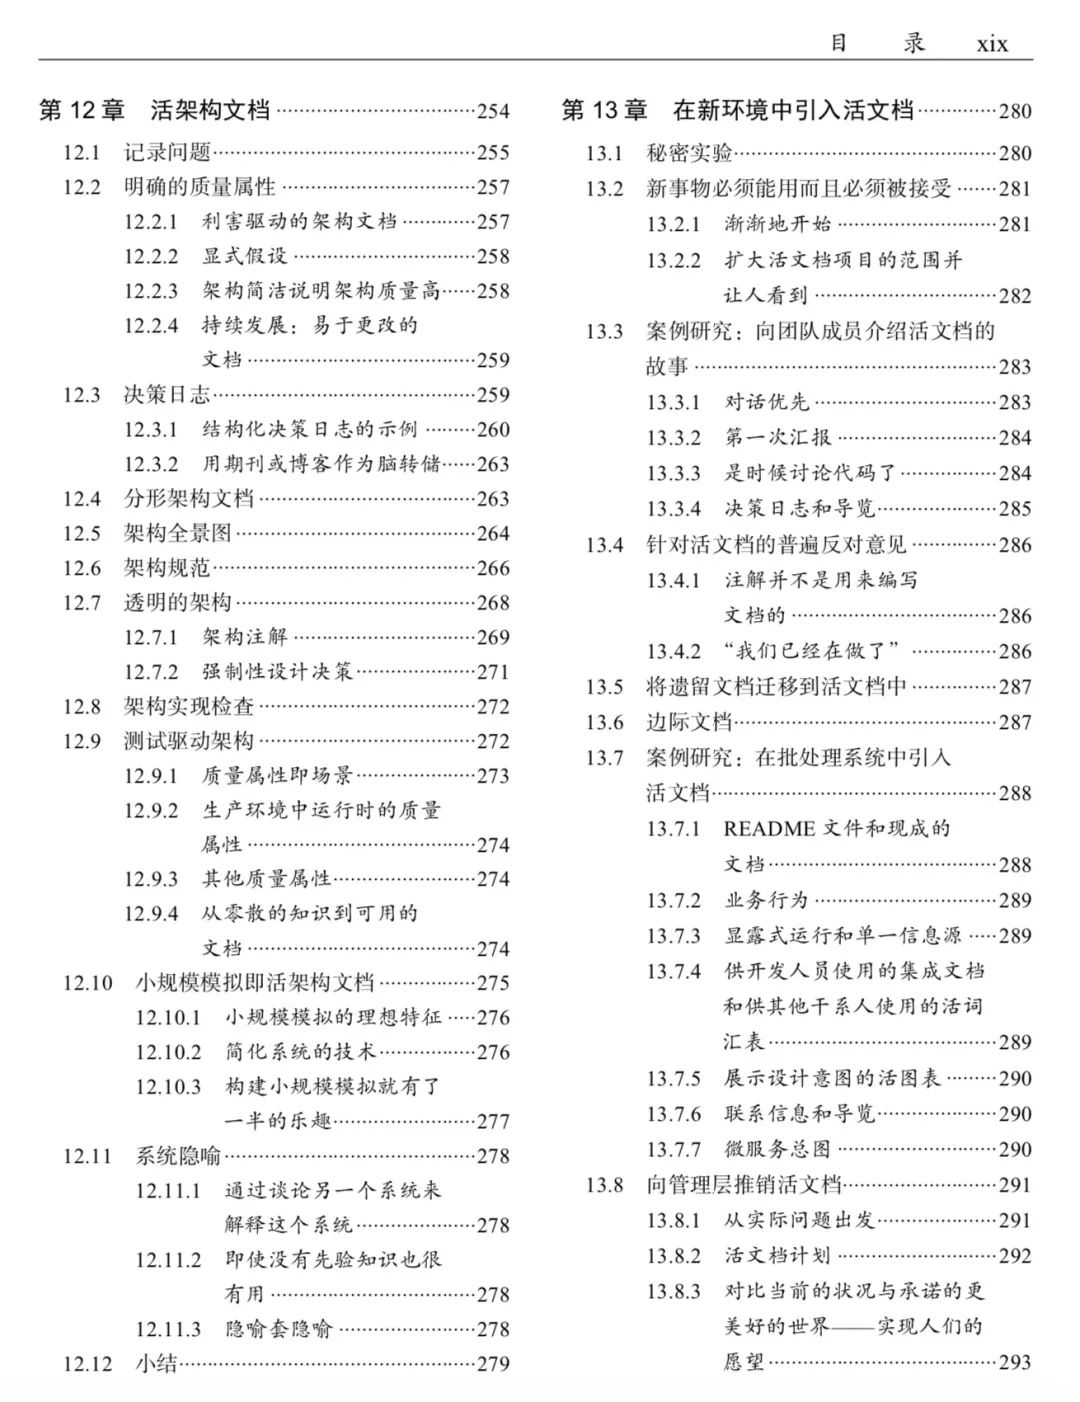 目 录 xix
第 12 章 活架构文档 ································ 254
12.1 记录问题 ································ 255
12.2 明确的质量属性 ································ 257
12.2.1 利害驱动的架构文档 ············ 257
12.2.2 显式假设 ································ 258
12.2.3 架构简洁说明架构质量高 ······ 258
12.2.4 持续发展：易于更改的
文档 ································ 259
12.3 决策日志 ································ 259
12.3.1 结构化决策日志的示例 ········· 260
12.3.2 用期刊或博客作为脑转储 ······ 263
12.4 分形架构文档 ································ 263
12.5 架构全景图 ································ 264
12.6 架构规范 ································ 266
12.7 透明的架构 ································ 268
12.7.1 架构注解 ································ 269
12.7.2 强制性设计决策 ··················· 271
12.8 架构实现检查 ································ 272
12.9 测试驱动架构 ································ 272
12.9.1 质量属性即场景 ··················· 273
12.9.2 生产环境中运行时的质量
属性 ································ 274
12.9.3 其他质量属性 ······················ 274
12.9.4 从零散的知识到可用的
文档 ································ 274
12.10 小规模模拟即活架构文档 ··············· 275
12.10.1 小规模模拟的理想特征 ····· 276
12.10.2 简化系统的技术 ··············· 276
12.10.3 构建小规模模拟就有了
一半的乐趣 ······················ 277
12.11 系统隐喻 ································ 278
12.11.1 通过谈论另一个系统来
解释这个系统 ··················· 278
12.11.2 即使没有先验知识也很
有用 ································ 278
12.11.3 隐喻套隐喻 ······················ 278
12.12 小结 ································ 279
第 13 章 在新环境中引入活文档 ············ 280
13.1 秘密实验 ································ 280
13.2 新事物必须能用而且必须被接受 ······· 281
13.2.1 渐渐地开始 ························· 281
13.2.2 扩大活文档项目的范围并
让人看到 ···························· 282
13.3 案例研究：向团队成员介绍活文档的
故事 ································ 283
13.3.1 对话优先 ···························· 283
13.3.2 第一次汇报 ························· 284
13.3.3 是时候讨论代码了 ··············· 284
13.3.4 决策日志和导览 ··················· 285
13.4 针对活文档的普遍反对意见 ············· 286
13.4.1 注解并不是用来编写
文档的 ································ 286
13.4.2 “我们已经在做了” ·············· 286
13.5 将遗留文档迁移到活文档中 ············· 287
13.6 边际文档 ································ 287
13.7 案例研究：在批处理系统中引入
活文档 ································ 288
13.7.1 README 文件和现成的
文档 ································ 288
13.7.2 业务行为 ···························· 289
13.7.3 显露式运行和单一信息源 ····· 289
13.7.4 供开发人员使用的集成文档
和供其他干系人使用的活词
汇表 ································ 289
13.7.5 展示设计意图的活图表 ········ 290
13.7.6 联系信息和导览 ··················· 290
13.7.7 微服务总图 ························· 290
13.8 向管理层推销活文档 ······················ 291
13.8.1 从实际问题出发 ··················· 291
13.8.2 活文档计划 ························· 292
13.8.3 对比当前的状况与承诺的更
美好的世界——实现人们的
愿望 ································ 293